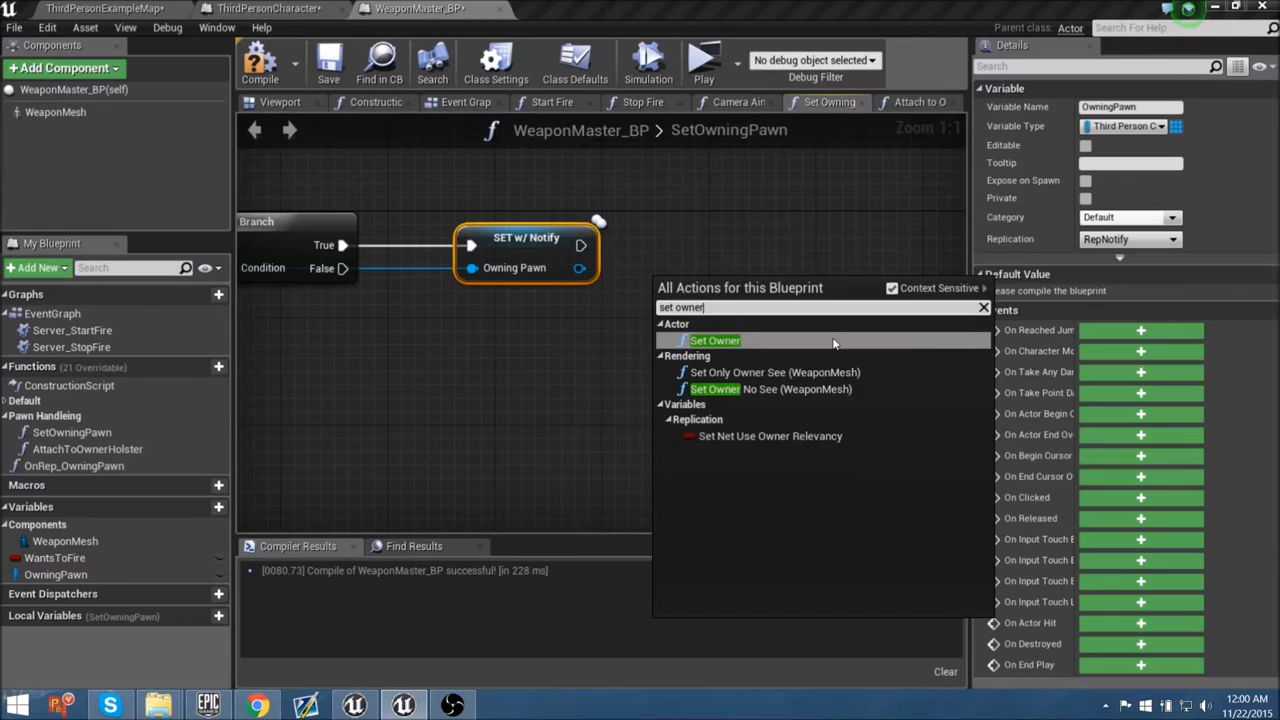 ThirdPersonExampleMap*
ThirdPersonCharacter*
WeaponMaster_BP*
File Edit Asset View Debug Window Help
Parent class: Actor
Search For Help
Components
+ Add Component
WeaponMaster_BP(self)
WeaponMesh
Compile
Save
Find in CB
Search
Class Settings
Class Defaults
Simulation
Play
No debug object selected
Debug Filter
Viewport
Constructic
Event Grap
Start Fire
Stop Fire
Camera Ain
Set Owning
Attach to O
WeaponMaster_BP > SetOwningPawn
Zoom 1:1
Branch
True
Condition
False
SET w/ Notify
Owning Pawn
All Actions for this Blueprint
Context Sensitive
set owner
Actor
Set Owner
Rendering
Set Only Owner See (WeaponMesh)
Set Owner No See (WeaponMesh)
Variables
Replication
Set Net Use Owner Relevancy
My Blueprint
+ Add New
Search
Graphs
EventGraph
Server_StartFire
Server_StopFire
Functions (21 Overridable)
ConstructionScript
Default
Pawn Handleing
SetOwningPawn
AttachToOwnerHolster
OnRep_OwningPawn
Macros
Variables
Components
WeaponMesh
WantsToFire
OwningPawn
Event Dispatchers
Local Variables (SetOwningPawn)
Compiler Results
Find Results
[0080.73] Compile of WeaponMaster_BP successful! [in 228 ms]
Clear
Details
Search
Variable
Variable Name OwningPawn
Variable Type Third Person C
Editable
Tooltip
Expose on Spawn
Private
Category Default
Replication RepNotify
Default Value
lease compile the blueprint
vents
On Reached Jum
On Character Mo
On Take Any Da
On Take Point Da
On Actor Begin O
On Actor End Ove
On Begin Cursor
On End Cursor O
On Clicked
On Released
On Input Touch B
On Input Touch E
On Input Touch E
On Input Touch L
On Actor Hit
On Destroyed
On End Play
EPIC
12:00 AM
11/22/2015